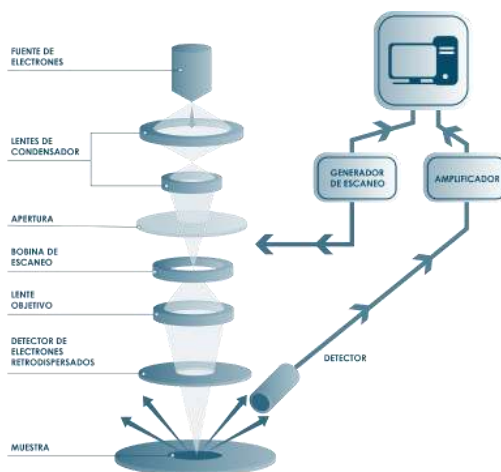 FUENTE DE
ELECTRONES
LENTES DE
CONDENSADOR
APERTURA
BOBINA DE
ESCANEO
LENTE
OBJETIVO
DETECTOR DE
ELECTRONES
RETRODISPERSADOS
MUESTRA
GENERADOR
DE ESCANEO
AMPLIFICADOR
DETECTOR